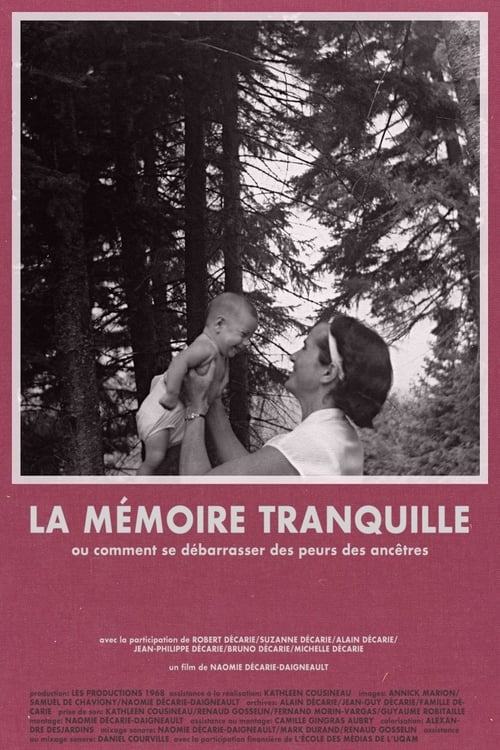 LA MÉMOIRE TRANQUILLE
ou comment se débarrasser des peurs des ancêtres
avec la participation de ROBERT DÉCARIE/SUZANNE DÉCARIE/ALAIN DÉCARIE/
JEAN-PHILIPPE DÉCARIE/BRUNO DÉCARIE/MICHELLE DÉCARIE
un film de NAOMIE DÉCARIE-DAIGNEAULT
production: LES PRODUCTIONS 1968 assistance à la réalisation: KATHLEEN COUSINEAU images: ANNICK MARION/
SAMUEL DE CHAVIGNY/NAOMIE DÉCARIE-DAIGNEAULT archives: ALAIN DÉCARIE/JEAN-GUY DÉCARIE/FAMILLE DÉ-
CARIE prise de son: KATHLEEN COUSINEAU/RENAUD GOSSELIN/FERNAND MORIN-VARGAS/GUYAUME ROBITAILLE
montage: NAOMIE DÉCARIE-DAIGNEAULT assistance au montage: CAMILLE GINGRAS AUBRY colorisation: ALEXAN-
DRE DESJARDINS mixage sonore: NAOMIE DÉCARIE-DAIGNEAULT/MARK DURAND/RENAUD GOSSELIN assistance
au mixage sonore: DANIEL COURVILLE. avec la participation financière de L'ÉCOLE DES MÉDIAS DE L'UQAM